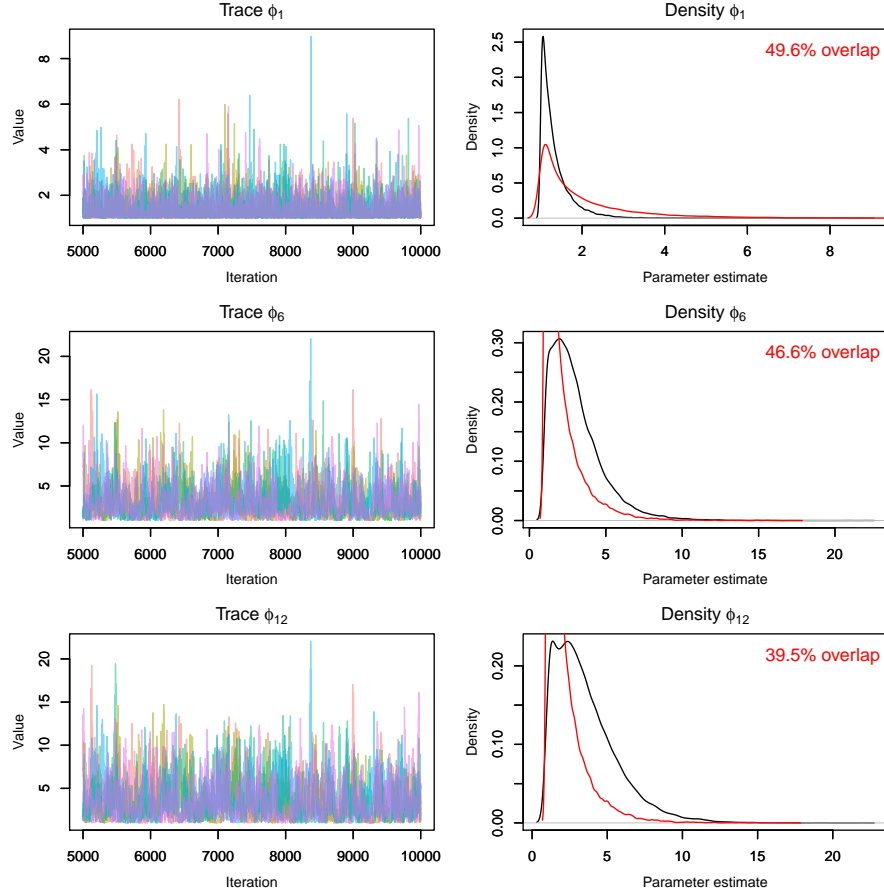 Trace ϕ1
Value
2 4 6 8
5000 6000 7000 8000 9000 10000
Iteration
Density ϕ1
49.6% overlap
Density
0.0 0.5 1.0 1.5 2.0 2.5
2 4 6 8
Parameter estimate
Trace ϕ6
Value
5 10 15 20
5000 6000 7000 8000 9000 10000
Iteration
Density ϕ6
46.6% overlap
Density
0.00 0.10 0.20 0.30
0 5 10 15 20
Parameter estimate
Trace ϕ12
Value
5 10 15 20
5000 6000 7000 8000 9000 10000
Iteration
Density ϕ12
39.5% overlap
Density
0.00 0.10 0.20
0 5 10 15 20
Parameter estimate